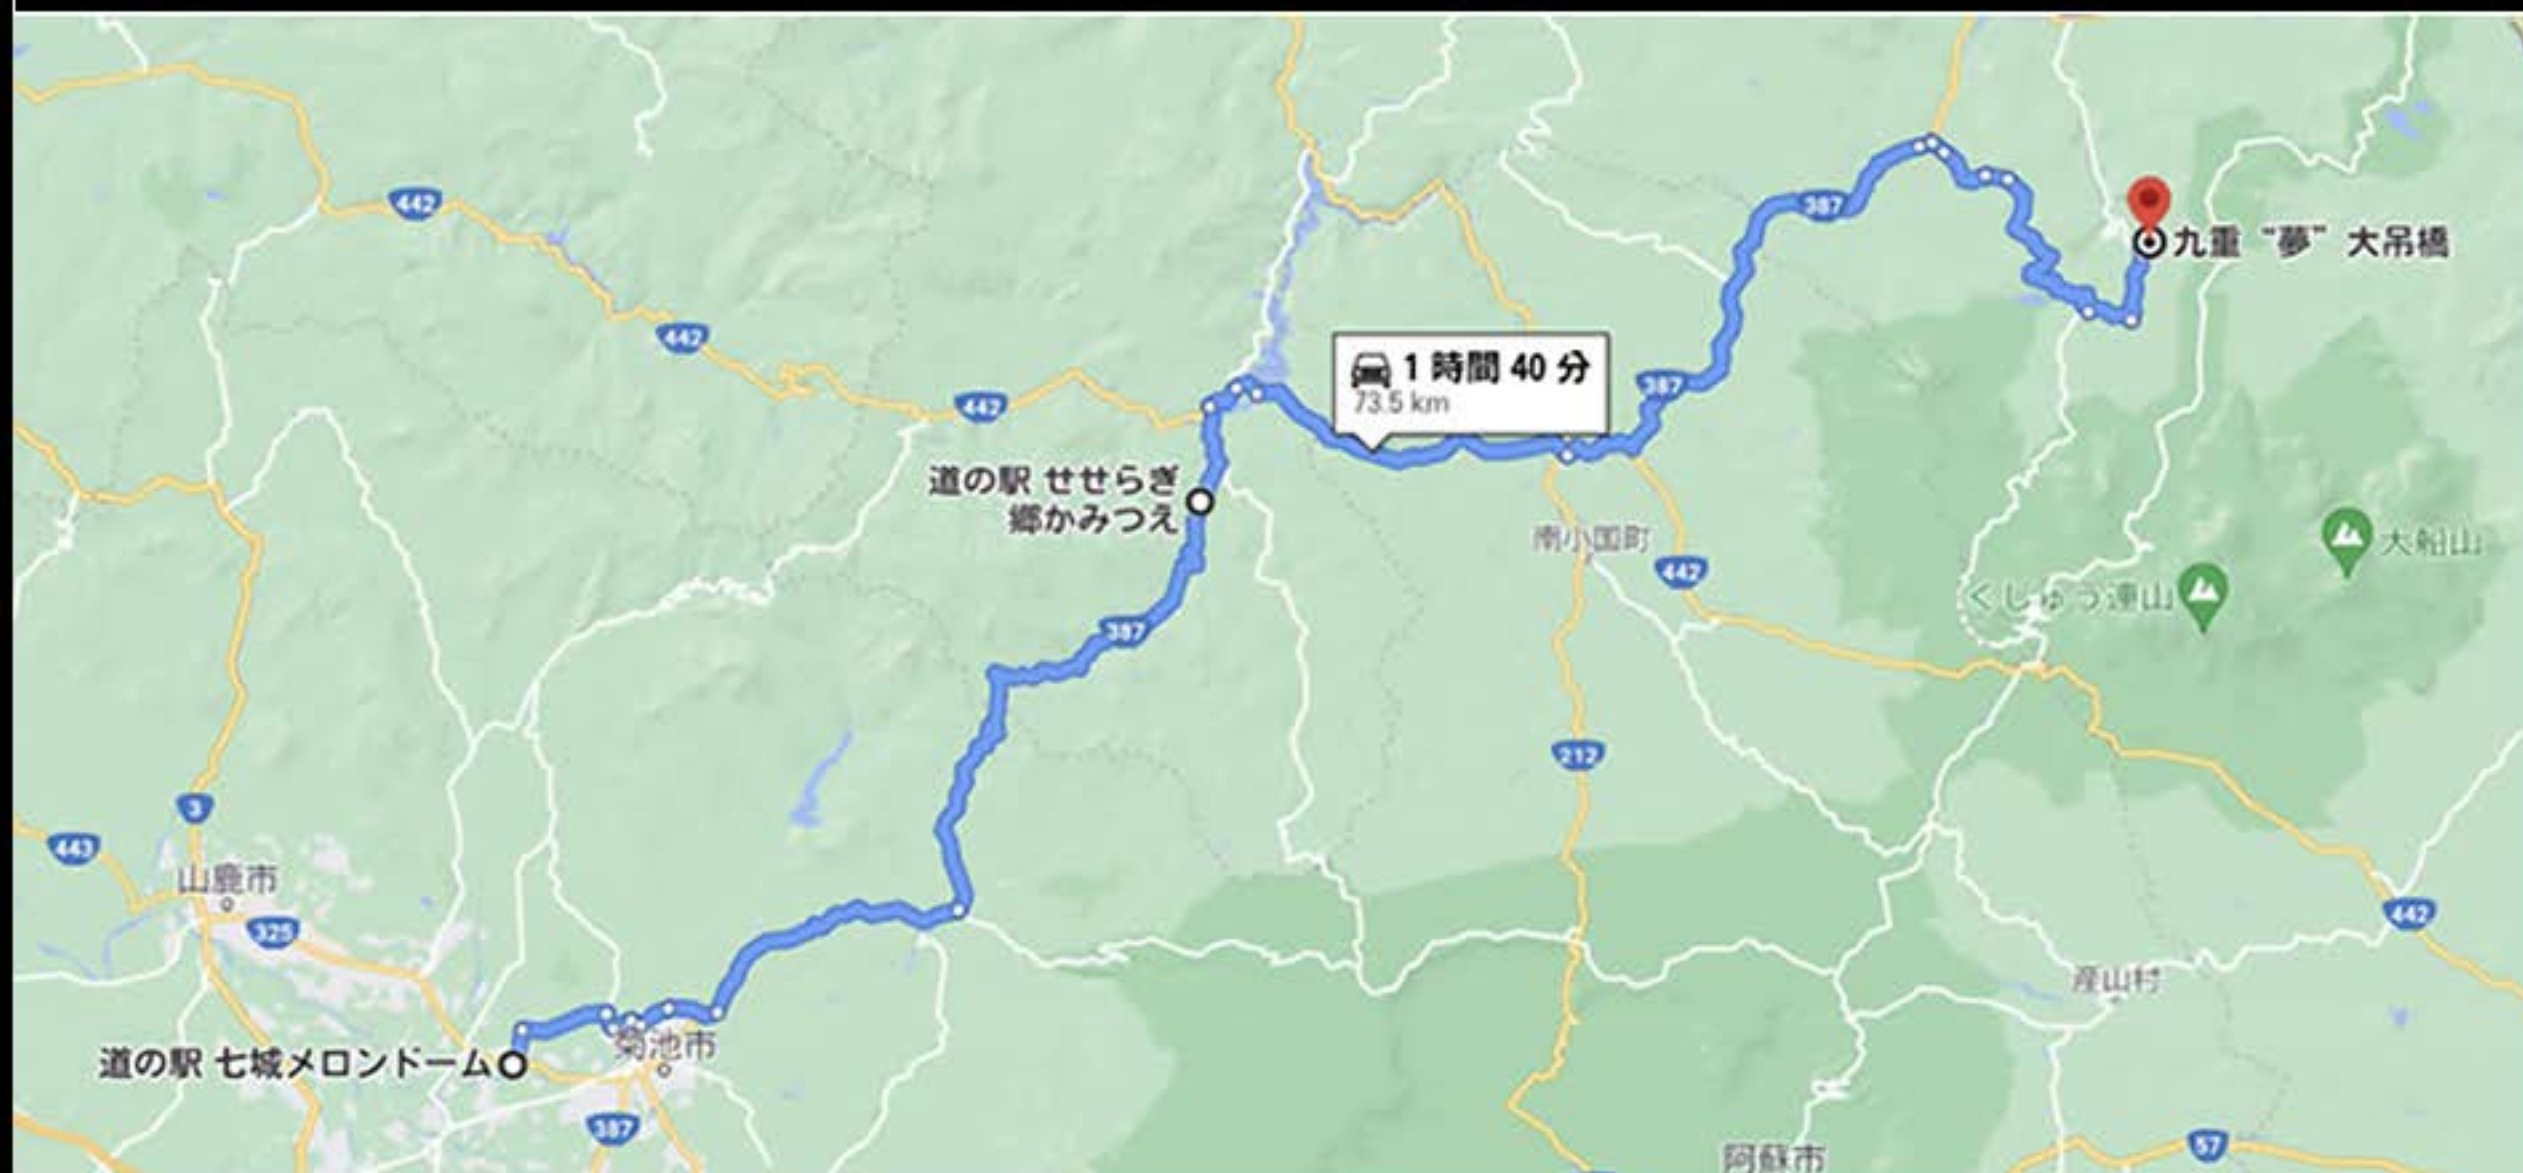 442
387
九重 “夢” 大吊橋
442
1 時間 40 分
73.5 km
387
442
道の駅 せせらぎ
郷かみつえ
南小国町
442
大船山
くじゅう連山
387
212
3
443
山鹿市
325
442
産山村
菊池市
道の駅 七城メロンドーム
387
57
阿蘇市